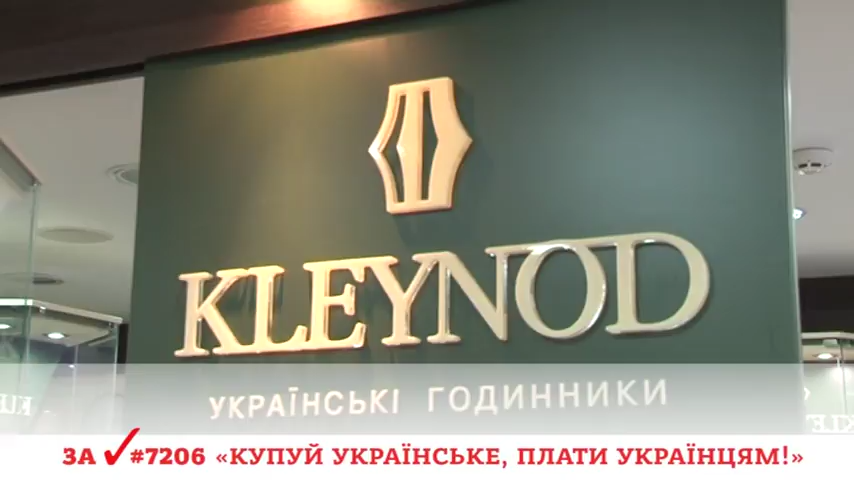 KLEYNOD
УКРАЇНСЬКІ ГОДИННИКИ
ЗА ✓#7206 «КУПУЙ УКРАЇНСЬКЕ, ПЛАТИ УКРАЇНЦЯМ!»